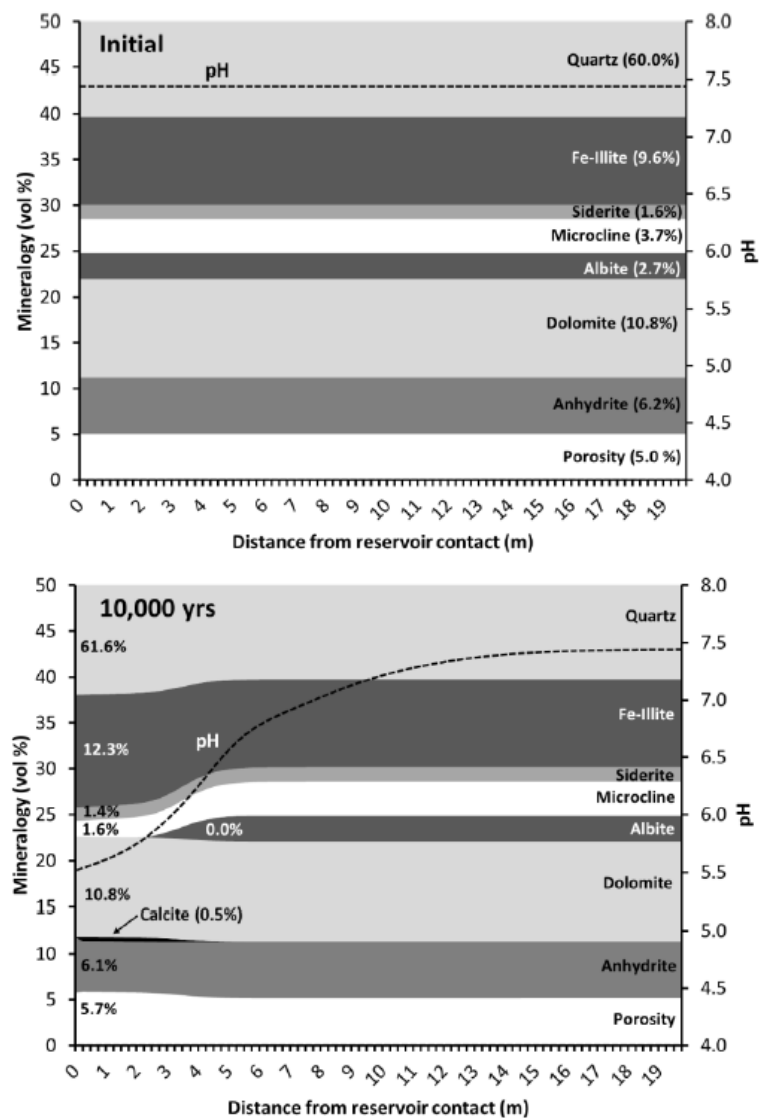 Initial
pH
Quartz (60.0%)
Fe-Illite (9.6%)
Siderite (1.6%)
Microcline (3.7%)
Albite (2.7%)
Dolomite (10.8%)
Anhydrite (6.2%)
Porosity (5.0 %)
Mineralogy (vol %)
50
45
40
35
30
25
20
15
10
5
0
8.0
7.5
7.0
6.5
6.0
5.5
5.0
4.5
4.0
pH
0 1 2 3 4 5 6 7 8 9 10 11 12 13 14 15 16 17 18 19
Distance from reservoir contact (m)
10,000 yrs
Quartz
61.6%
Fe-Illite
12.3%
pH
Siderite
1.4%
Microcline
1.6%
0.0%
Albite
Dolomite
10.8%
Calcite (0.5%)
Anhydrite
6.1%
5.7%
Porosity
Mineralogy (vol %)
50
45
40
35
30
25
20
15
10
5
0
8.0
7.5
7.0
6.5
6.0
5.5
5.0
4.5
4.0
pH
0 1 2 3 4 5 6 7 8 9 10 11 12 13 14 15 16 17 18 19
Distance from reservoir contact (m)